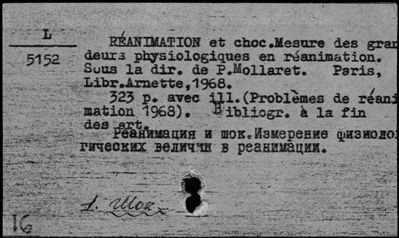 L
5152
RÉANIMATION et choc.Mesure des gran
deurs physiologiques en réanimation.
Sous la dir. de P.Mollaret. Paris,
Libr.Arnette,1968.
323 p. avec ill.(Problèmes de réani
mation 1968). Bibliogr. à la fin
des art.
Реанимация и шок.Измерение физиоло
гических величин в реанимации.
1. Шок.
16